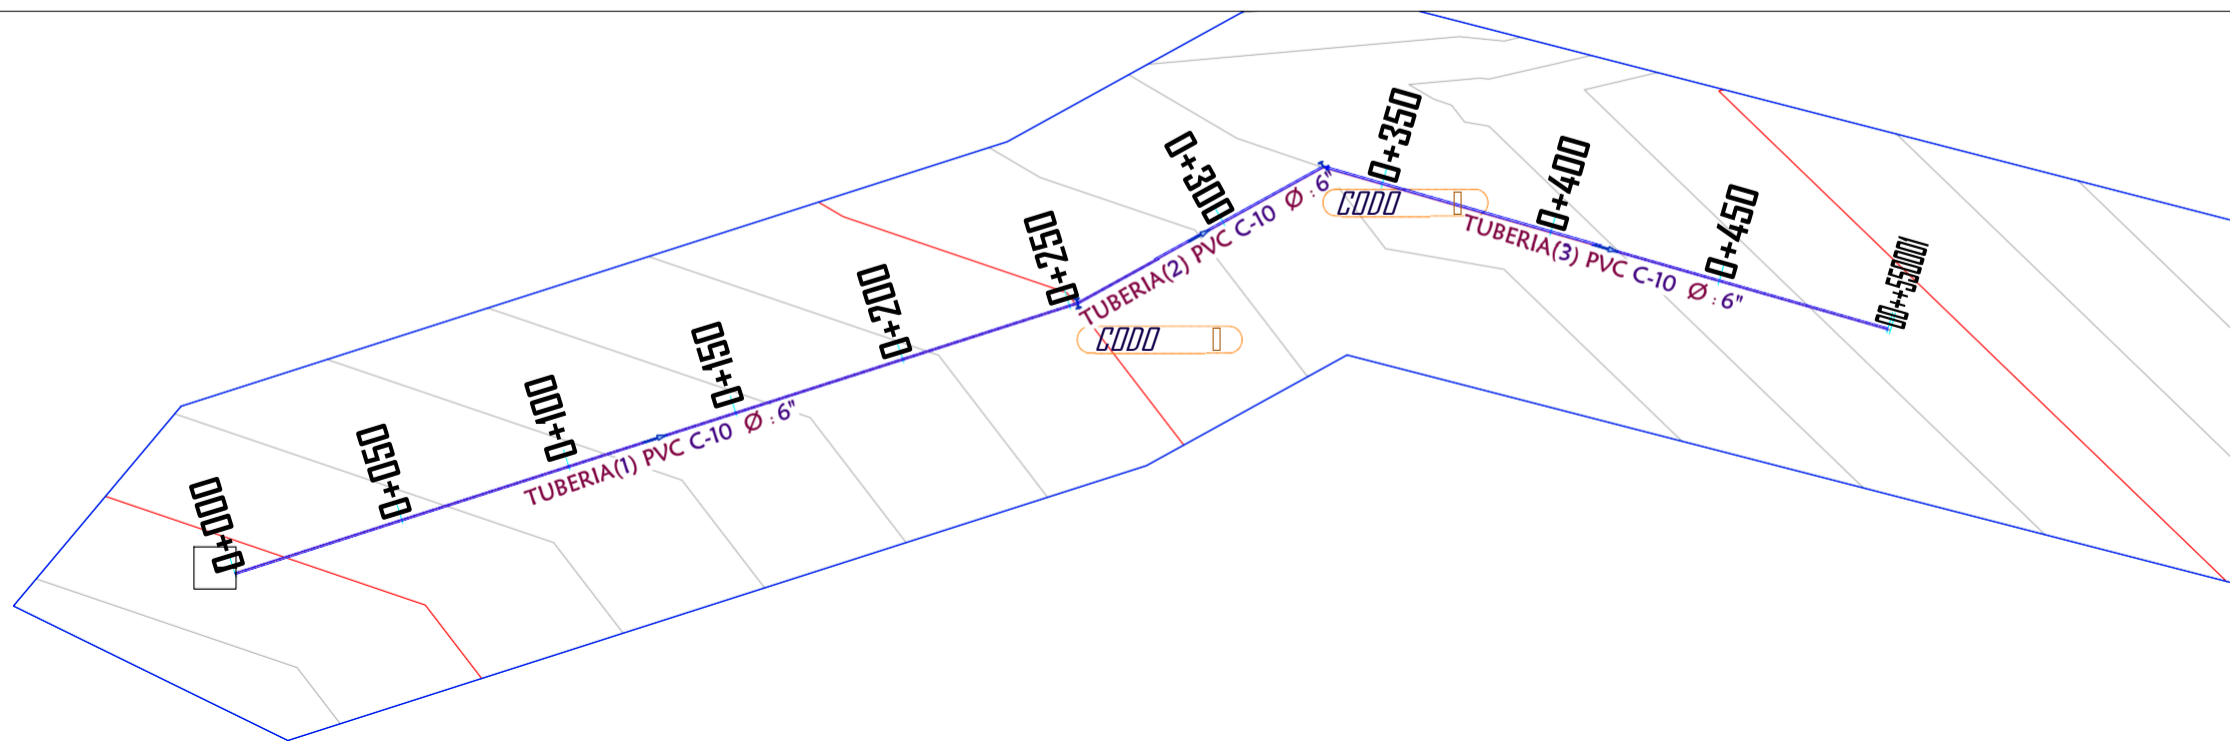 0+000
0+050
0+100
0+150
0+200
0+250
0+300
0+350
0+400
0+450
TUBERIA(1) PVC C-10 Ø : 6"
TUBERIA(2) PVC C-10 Ø : 6"
TUBERIA(3) PVC C-10 Ø : 6"
CODO
CODO